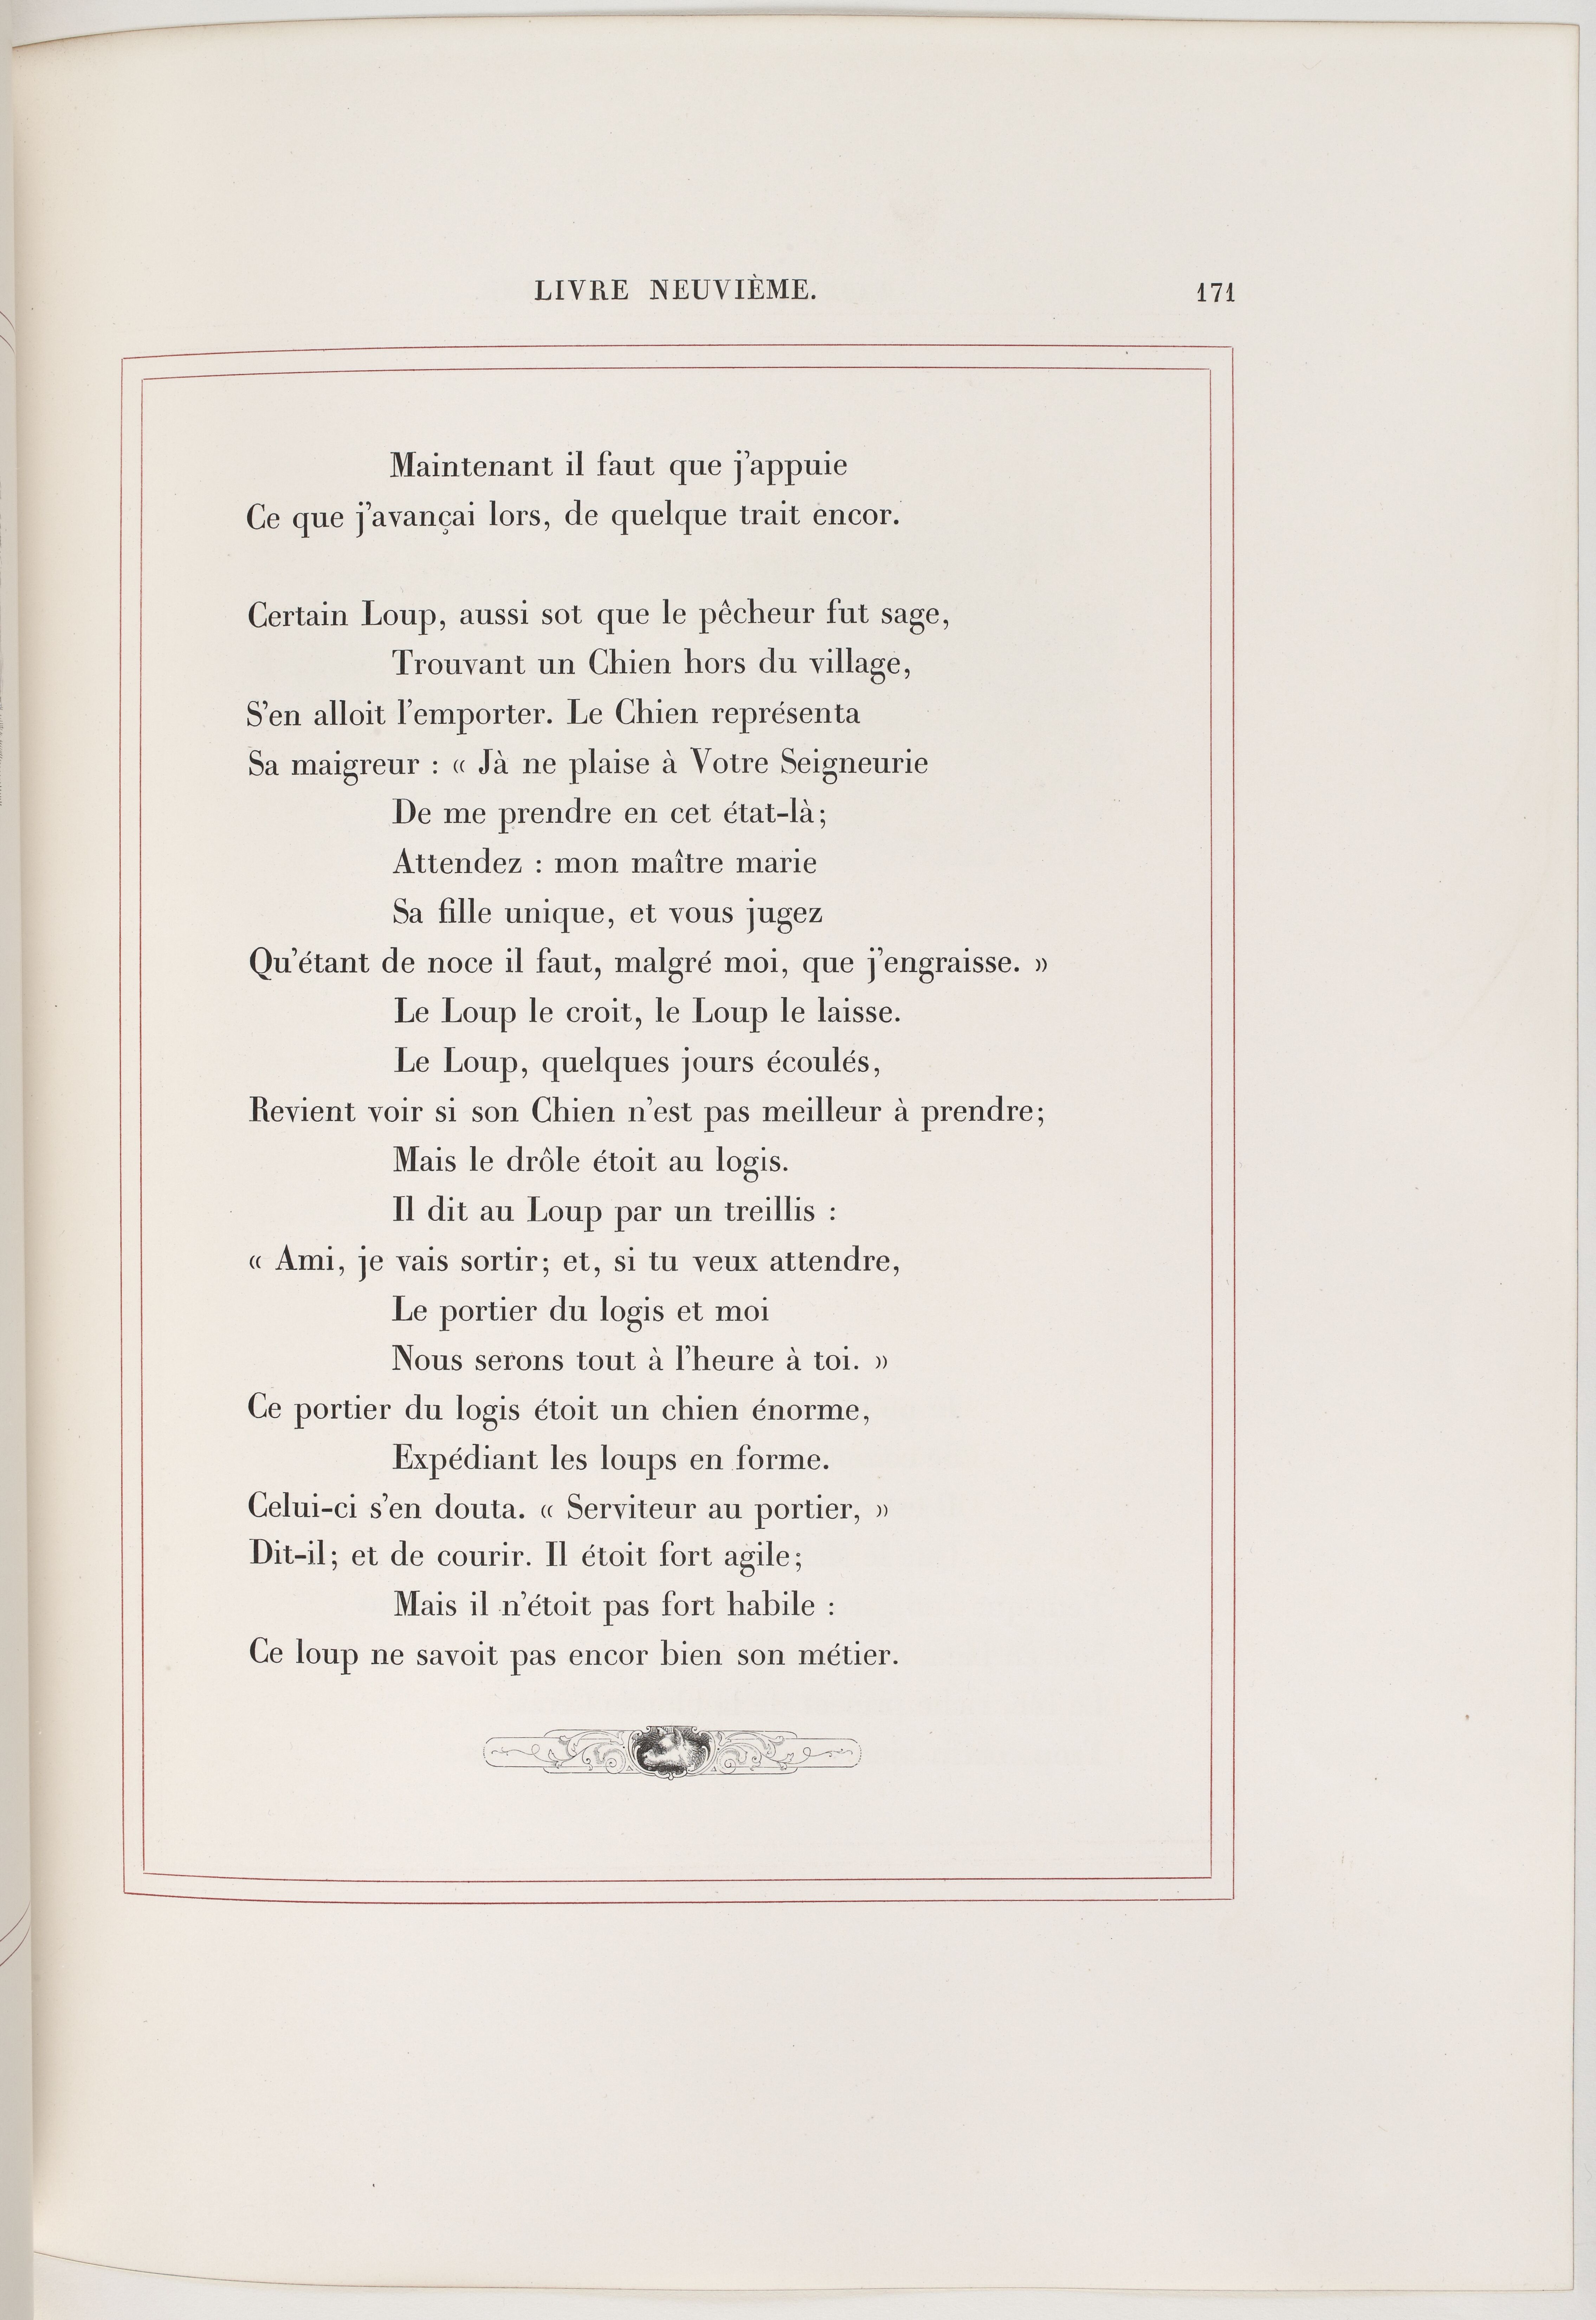 LIVRE NEUVIÈME. 171
Maintenant il faut que j'appuie
Ce que j'avançai lors, de quelque trait encor.
Certain Loup, aussi sot que le pêcheur fut sage,
Trouvant un Chien hors du village,
S'en alloit l'emporter. Le Chien représenta
Sa maigreur : « Jà ne plaise à Votre Seigneurie
De me prendre en cet état-là;
Attendez : mon maître marie
Sa fille unique, et vous jugez
Qu'étant de noce il faut, malgré moi, que j'engraisse. »
Le Loup le croit, le Loup le laisse.
Le Loup, quelques jours écoulés,
Revient voir si son Chien n'est pas meilleur à prendre;
Mais le drôle étoit au logis.
Il dit au Loup par un treillis :
« Ami, je vais sortir; et, si tu veux attendre,
Le portier du logis et moi
Nous serons tout à l'heure à toi. »
Ce portier du logis étoit un chien énorme,
Expédiant les loups en forme.
Celui-ci s'en douta. « Serviteur au portier, »
Dit-il; et de courir. Il étoit fort agile;
Mais il n'étoit pas fort habile :
Ce loup ne savoit pas encor bien son métier.